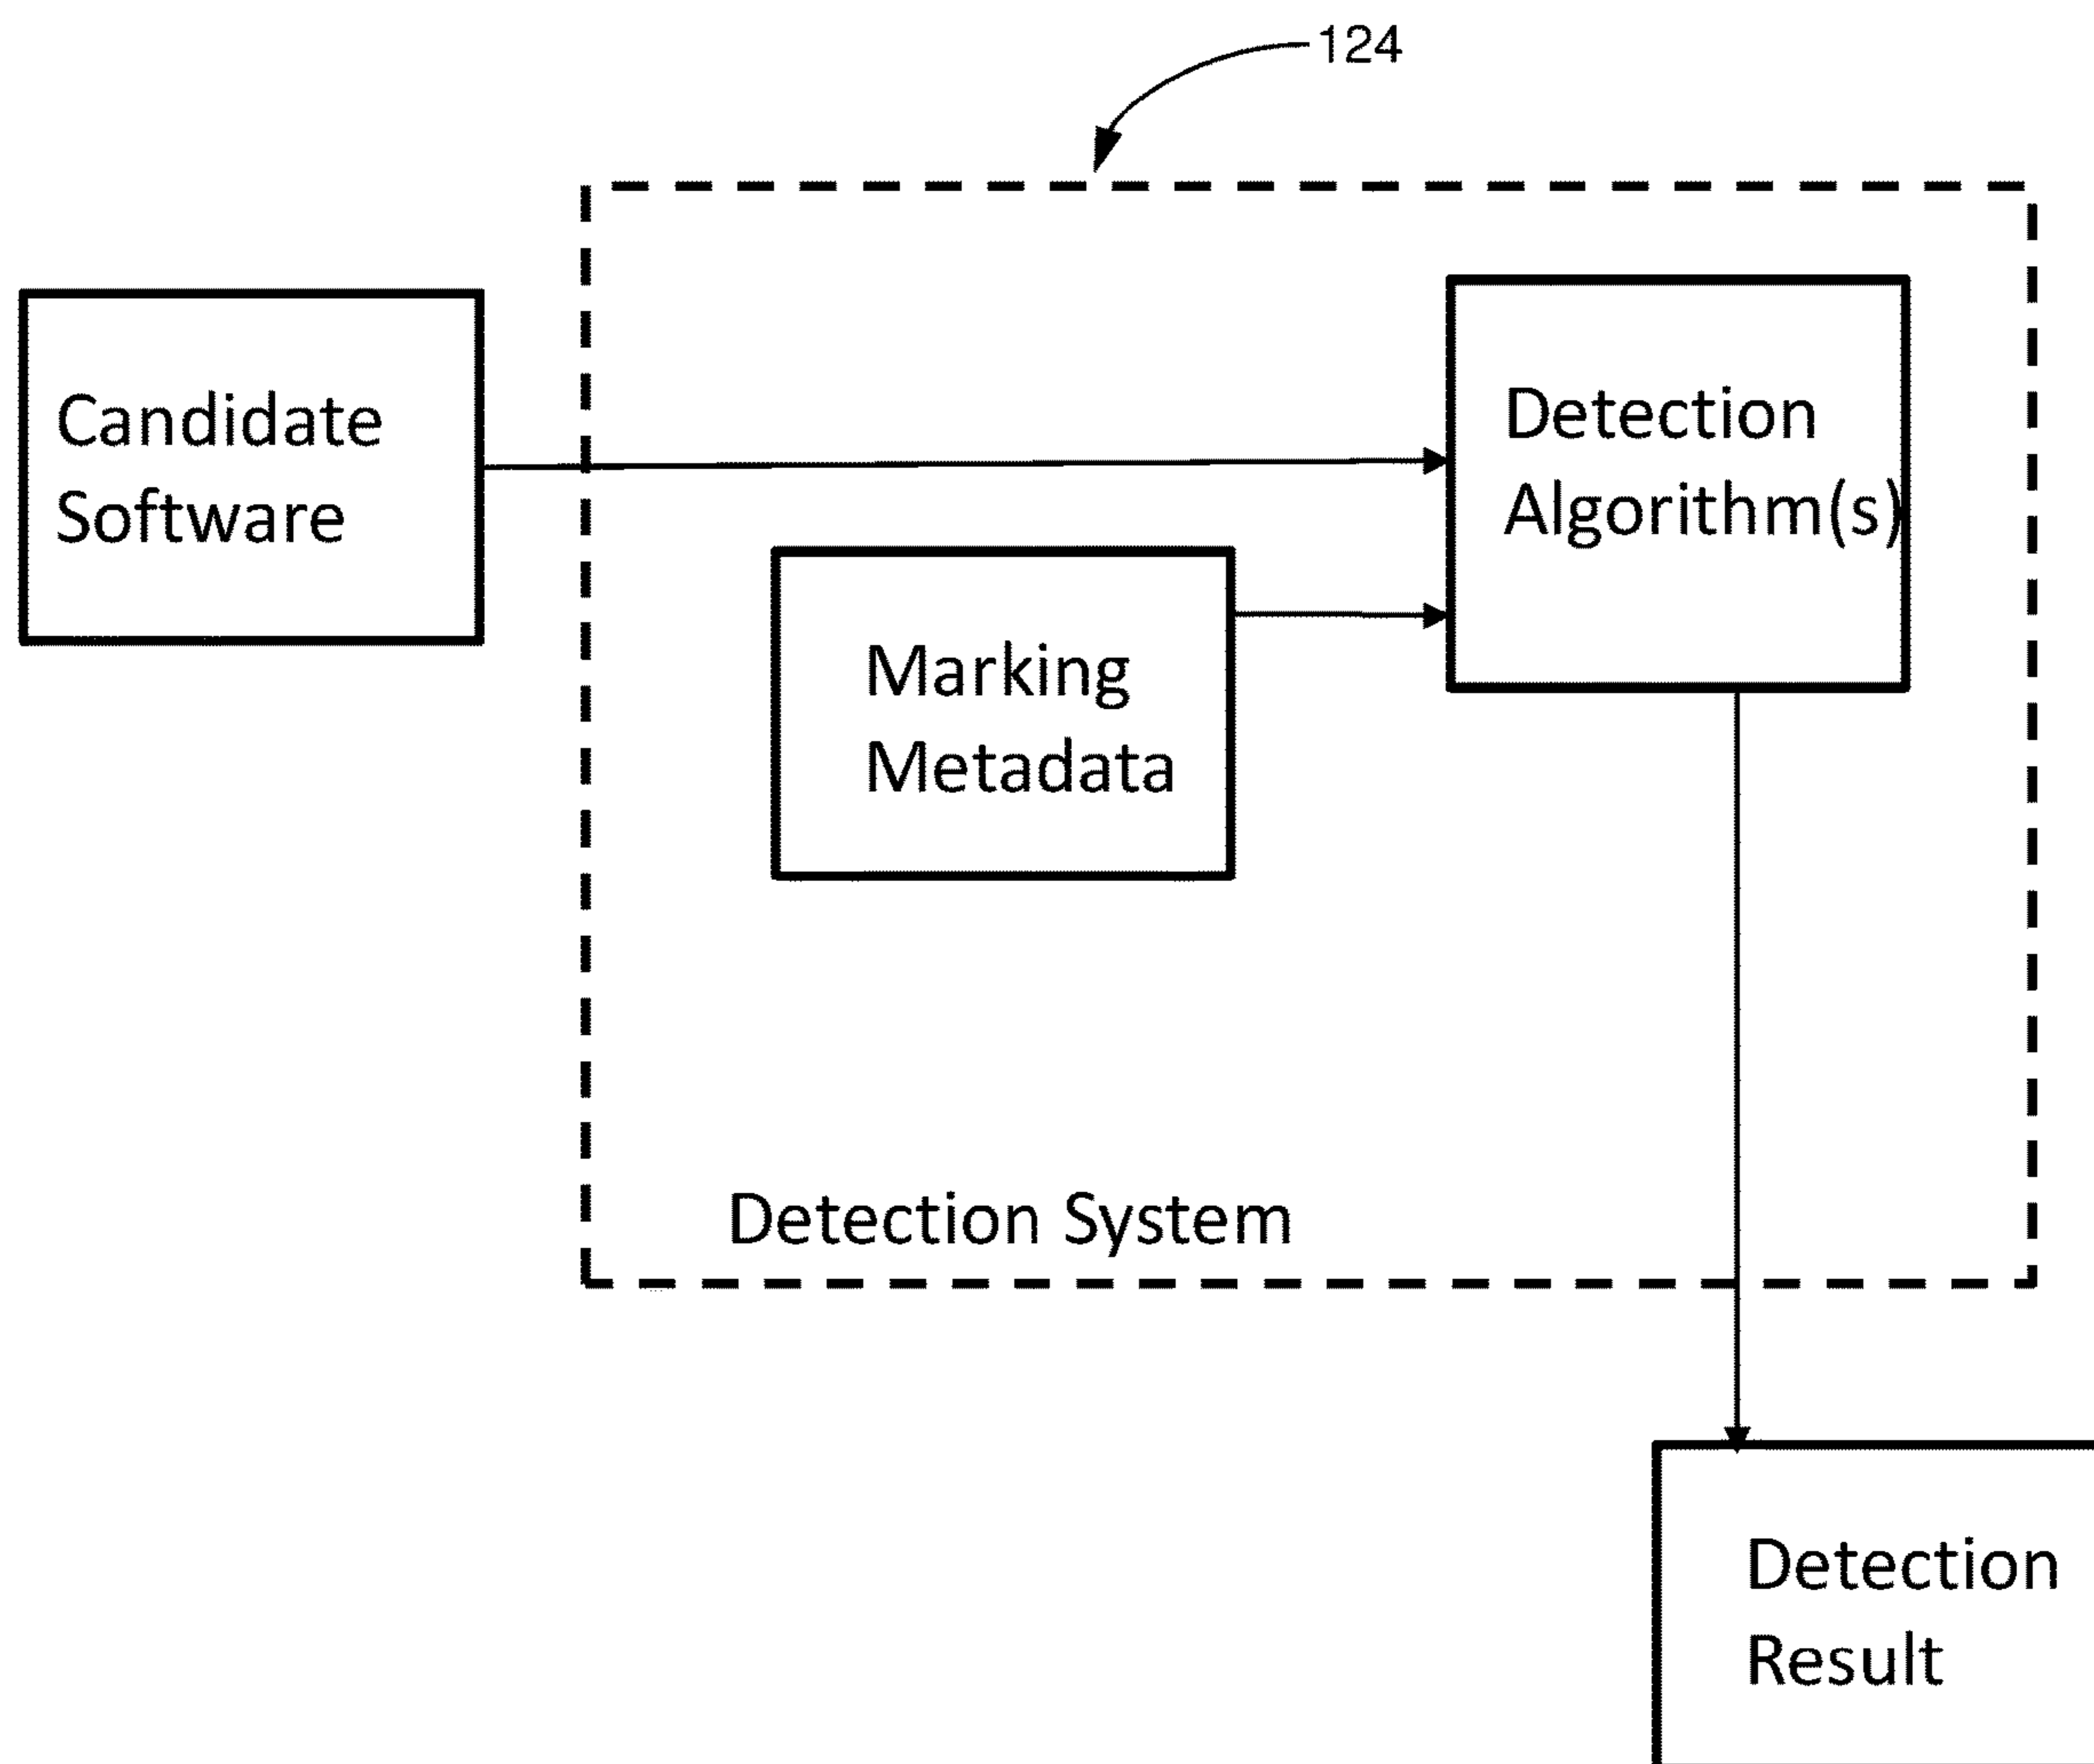 124
Candidate
Software
Detection
Algorithm(s)
Marking
Metadata
Detection System
Detection
Result